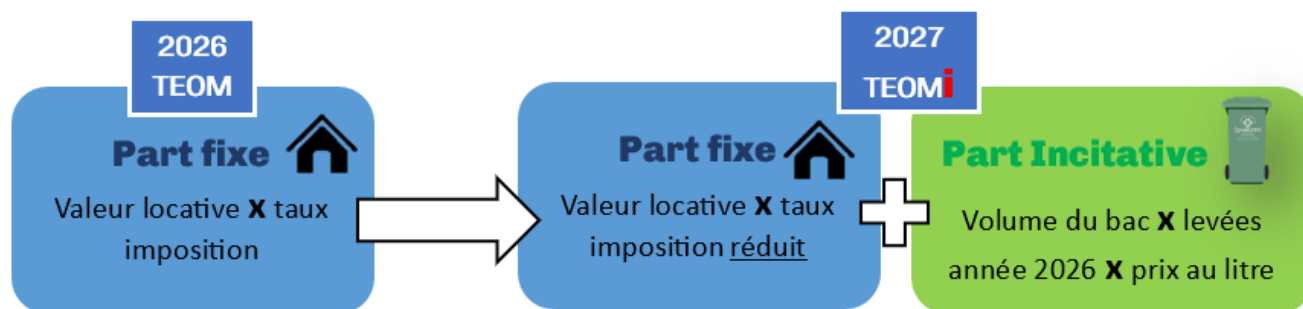 2026
TEOM
Part fixe
Valeur locative X taux
imposition
2027
TEOMi
Part fixe
Valeur locative X taux
imposition réduit
Part Incitative
Volume du bac X levées
année 2026 X prix au litre